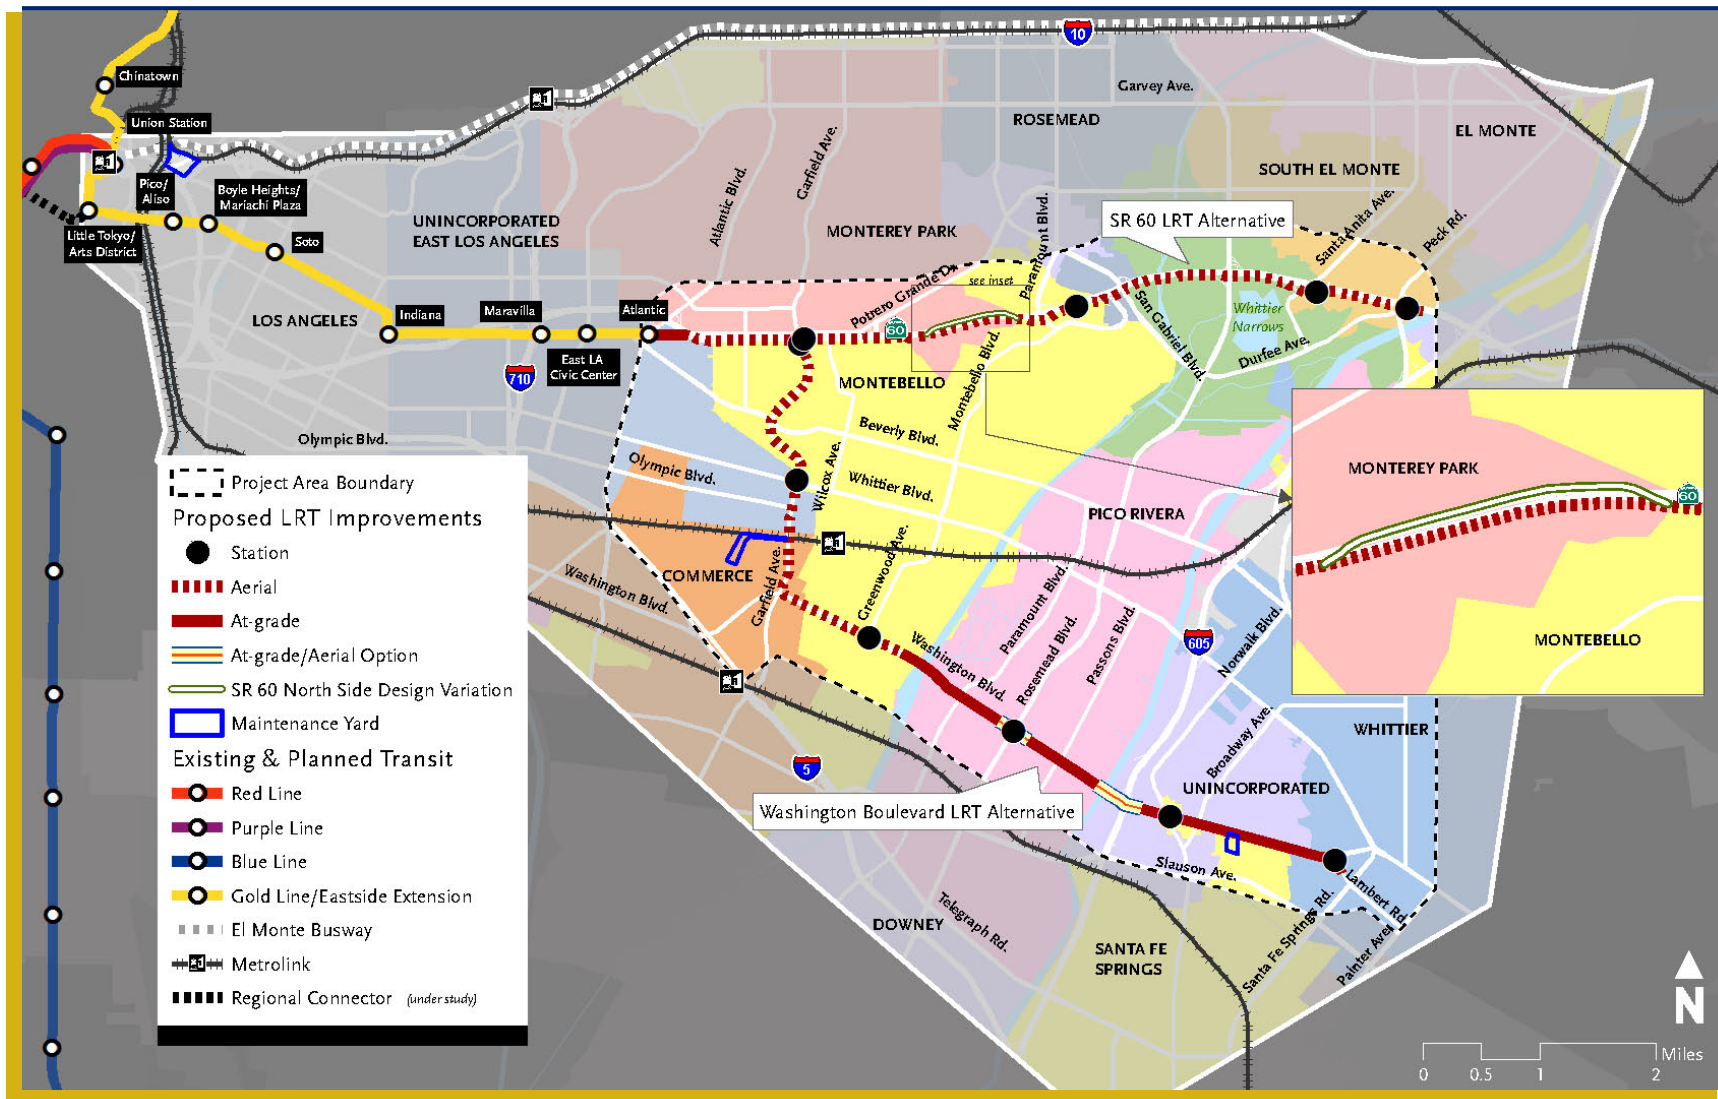 10
Chinatown
Garvey Ave.
Union Station
ROSEMEAD
EL MONTE
SOUTH EL MONTE
Pico/
Aliso
Boyle Heights/
Mariachi Plaza
Atlantic Blvd.
Garfield Ave.
Paramount Blvd.
Santa Anita Ave.
Peck Rd.
SR 60 LRT Alternative
UNINCORPORATED
EAST LOS ANGELES
MONTEREY PARK
Little Tokyo/
Arts District
Soto
Potrero Grande Dr.
see inset
San Gabriel Blvd.
Whittier
Narrows
Durfee Ave.
LOS ANGELES
Indiana
Maravilla
Atlantic
60
East LA
Civic Center
710
MONTEBELLO
Montebello Blvd.
Beverly Blvd.
Olympic Blvd.
Olympic Blvd.
Wilcox Ave.
Whittier Blvd.
PICO RIVERA
MONTEREY PARK
60
MONTEBELLO
COMMERCE
Washington Blvd.
Garfield Ave.
Greenwood Ave.
Washington Blvd.
Paramount Blvd.
Rosemead Blvd.
Passons Blvd.
605
Norwalk Blvd.
Broadway Ave.
WHITTIER
UNINCORPORATED
5
Washington Boulevard LRT Alternative
Slauson Ave.
Lambert Rd.
Santa Fe Springs Rd.
Painter Ave.
DOWNEY
Telegraph Rd.
SANTA FE
SPRINGS
Project Area Boundary
Proposed LRT Improvements
Station
Aerial
At-grade
At-grade/Aerial Option
SR 60 North Side Design Variation
Maintenance Yard
Existing & Planned Transit
Red Line
Purple Line
Blue Line
Gold Line/Eastside Extension
El Monte Busway
Metrolink
Regional Connector (under study)
N
Miles
0 0.5 1 2